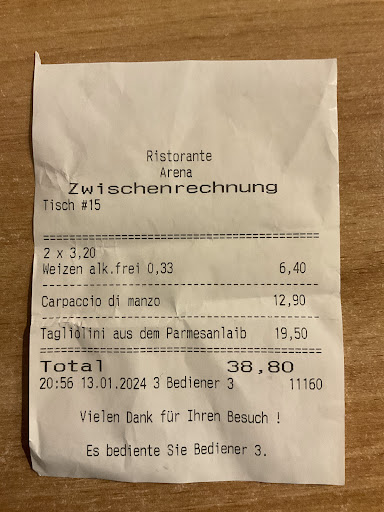 Ristorante
Arena
Zwischenrechnung
Tisch #15
================================
2 x 3,20
Weizen alk.frei 0,33 6,40
--------------------------------
Carpaccio di manzo 12,90
--------------------------------
Tagliolini aus dem Parmesanlaib 19,50
================================
Total 38,80
20:56 13.01.2024 3 Bediener 3 11160
Vielen Dank für Ihren Besuch !
Es bediente Sie Bediener 3.